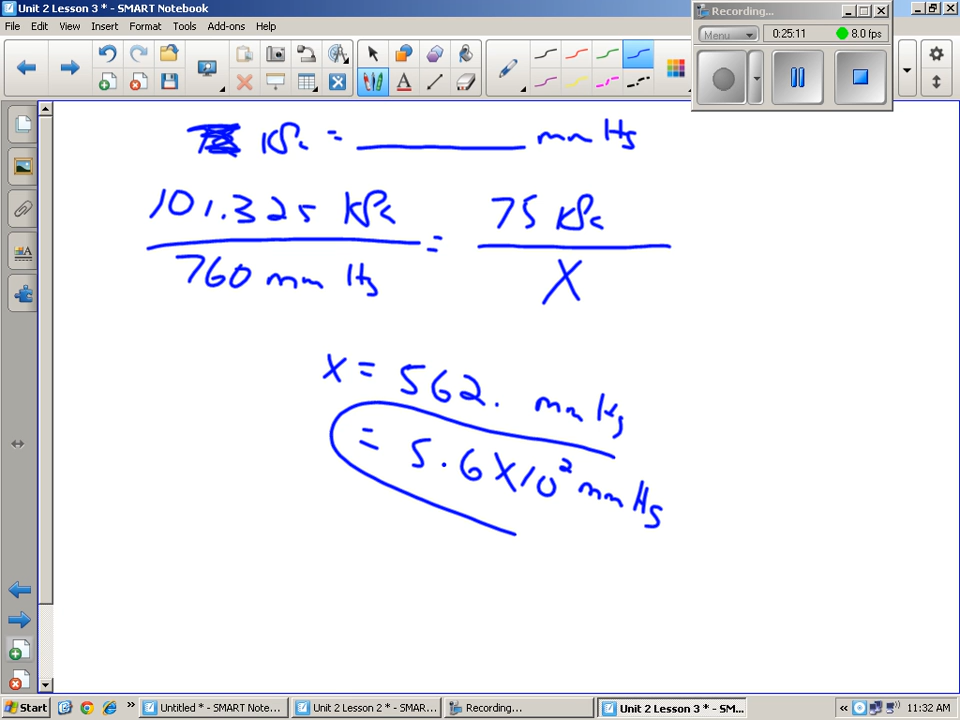 Unit 2 Lesson 3 * - SMART Notebook
File Edit View Insert Format Tools Add-ons Help
Recording...
Menu 0:25:11 8.0 fps
kPa = mm Hg
101.325 kPa = 75 kPa
760 mm Hg X
x = 562. mm Hg
= 5.6 X 10² mm Hg
Start » Untitled * - SMART Note... Unit 2 Lesson 2 * - SMAR... Recording... Unit 2 Lesson 3 * - SM... « 11:32 AM